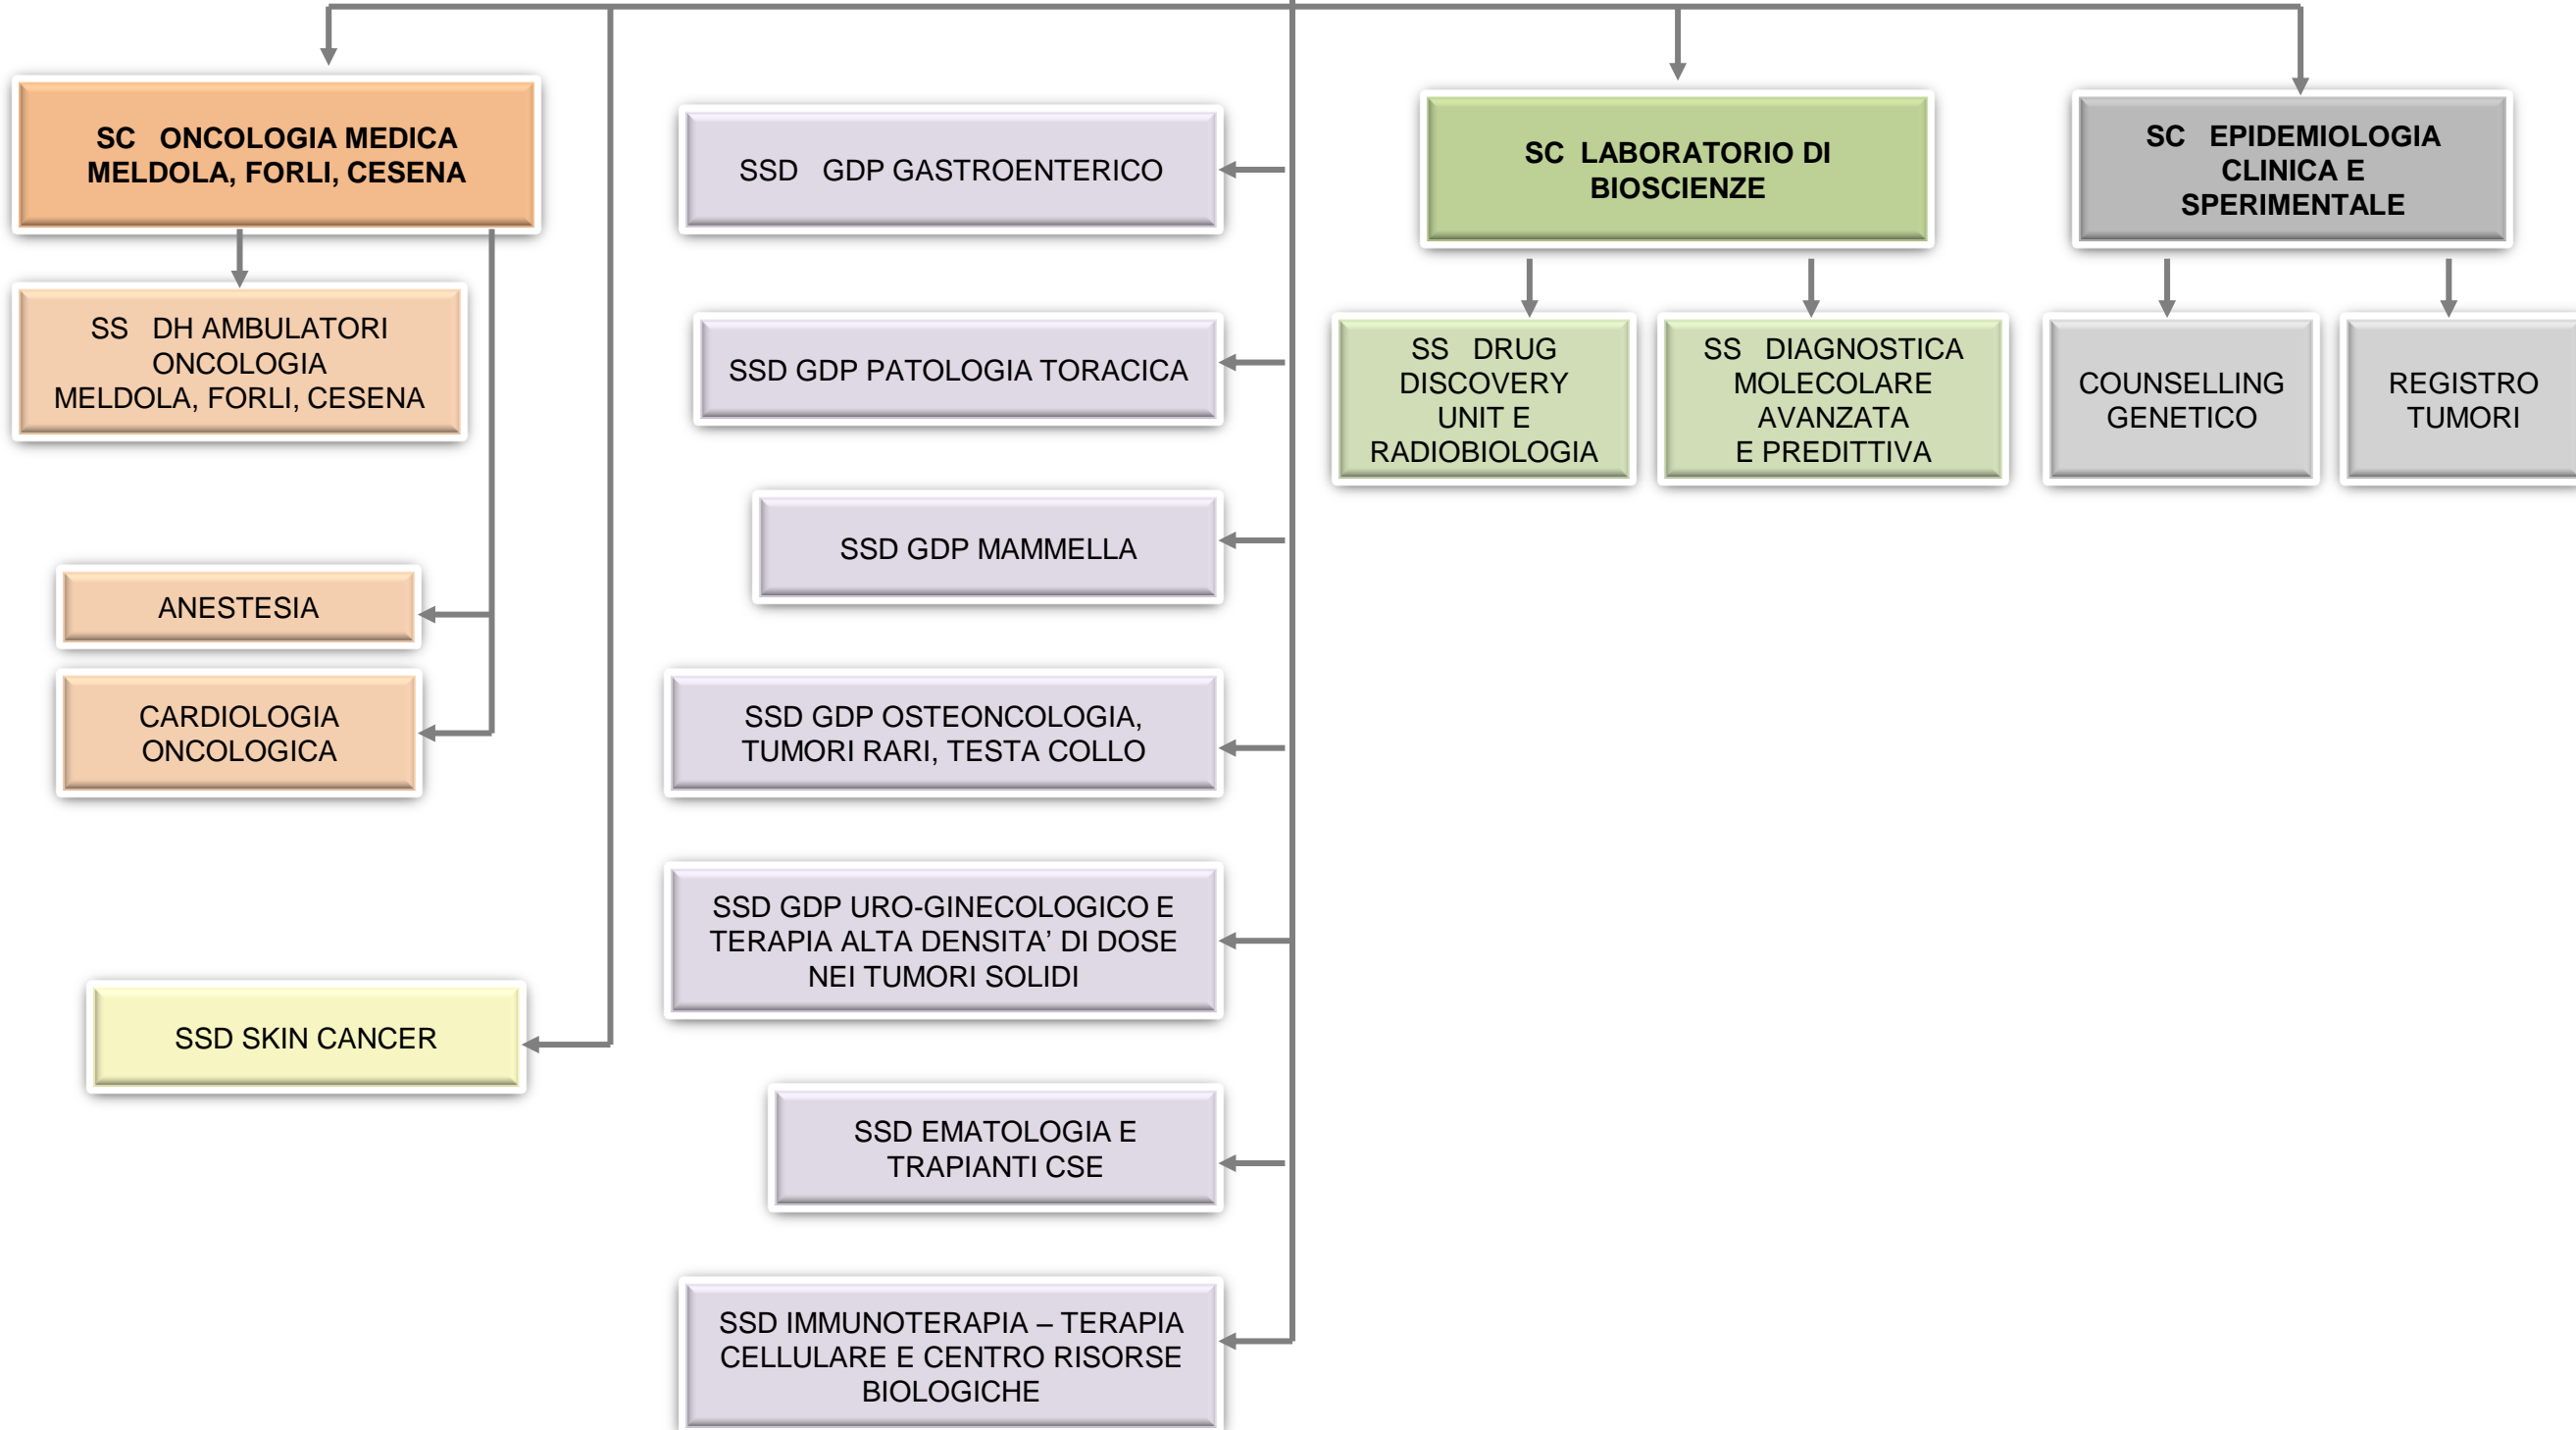 SC ONCOLOGIA MEDICA
MELDOLA, FORLI, CESENA
SS DH AMBULATORI
ONCOLOGIA
MELDOLA, FORLI, CESENA
ANESTESIA
CARDIOLOGIA
ONCOLOGICA
SSD SKIN CANCER
SSD GDP GASTROENTERICO
SSD GDP PATOLOGIA TORACICA
SSD GDP MAMMELLA
SSD GDP OSTEONCOLOGIA,
TUMORI RARI, TESTA COLLO
SSD GDP URO-GINECOLOGICO E
TERAPIA ALTA DENSITA’ DI DOSE
NEI TUMORI SOLIDI
SSD EMATOLOGIA E
TRAPIANTI CSE
SSD IMMUNOTERAPIA – TERAPIA
CELLULARE E CENTRO RISORSE
BIOLOGICHE
SC LABORATORIO DI
BIOSCIENZE
SS DRUG
DISCOVERY
UNIT E
RADIOBIOLOGIA
SS DIAGNOSTICA
MOLECOLARE
AVANZATA
E PREDITTIVA
SC EPIDEMIOLOGIA
CLINICA E
SPERIMENTALE
COUNSELLING
GENETICO
REGISTRO
TUMORI